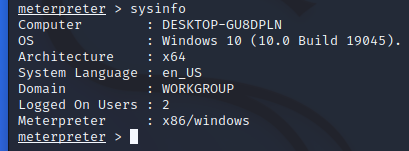 meterpreter > sysinfo
Computer        : DESKTOP-GU8DPLN
OS              : Windows 10 (10.0 Build 19045).
Architecture    : x64
System Language : en_US
Domain          : WORKGROUP
Logged On Users : 2
Meterpreter     : x86/windows
meterpreter >